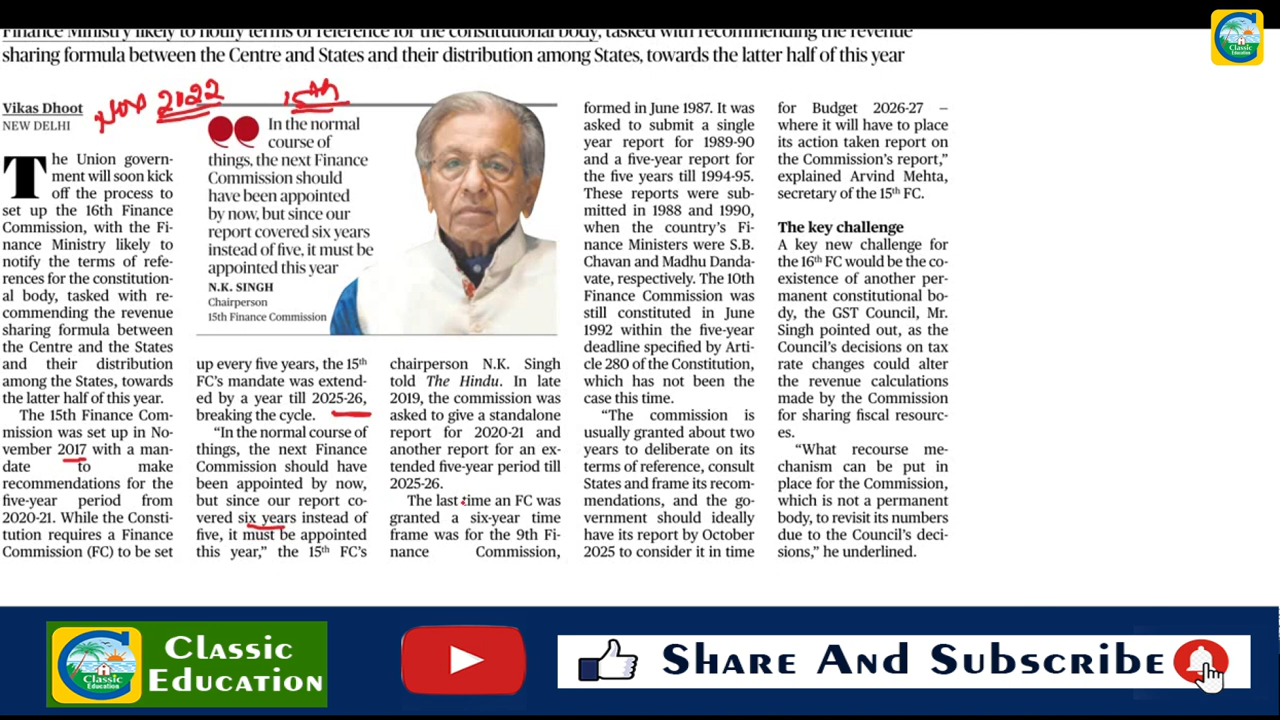 Finance Ministry likely to notify terms of reference for the constitutional body, tasked with recommending the revenue
sharing formula between the Centre and States and their distribution among States, towards the latter half of this year
Classic
Education
Vikas Dhoot
NEW DELHI
Nov 2022
15th
The Union govern-
ment will soon kick
off the process to
set up the 16th Finance
Commission, with the Fi-
nance Ministry likely to
notify the terms of refe-
rences for the constitution-
al body, tasked with re-
commending the revenue
sharing formula between
the Centre and the States
and their distribution
among the States, towards
the latter half of this year.
The 15th Finance Com-
mission was set up in No-
vember 2017 with a man-
date to make
recommendations for the
five-year period from
2020-21. While the Consti-
tution requires a Finance
Commission (FC) to be set
In the normal
course of
things, the next Finance
Commission should
have been appointed
by now, but since our
report covered six years
instead of five, it must be
appointed this year
N.K. SINGH
Chairperson
15th Finance Commission
up every five years, the 15th
FC's mandate was extend-
ed by a year till 2025-26,
breaking the cycle.
"In the normal course of
things, the next Finance
Commission should have
been appointed by now,
but since our report co-
vered six years instead of
five, it must be appointed
this year," the 15th FC's
chairperson N.K. Singh
told The Hindu. In late
2019, the commission was
asked to give a standalone
report for 2020-21 and
another report for an ex-
tended five-year period till
2025-26.
The last time an FC was
granted a six-year time
frame was for the 9th Fi-
nance Commission,
formed in June 1987. It was
asked to submit a single
year report for 1989-90
and a five-year report for
the five years till 1994-95.
These reports were sub-
mitted in 1988 and 1990,
when the country's Fi-
nance Ministers were S.B.
Chavan and Madhu Danda-
vate, respectively. The 10th
Finance Commission was
still constituted in June
1992 within the five-year
deadline specified by Arti-
cle 280 of the Constitution,
which has not been the
case this time.
"The commission is
usually granted about two
years to deliberate on its
terms of reference, consult
States and frame its recom-
mendations, and the go-
vernment should ideally
have its report by October
2025 to consider it in time
for Budget 2026-27 –
where it will have to place
its action taken report on
the Commission's report,"
explained Arvind Mehta,
secretary of the 15th FC.
The key challenge
A key new challenge for
the 16th FC would be the co-
existence of another per-
manent constitutional bo-
dy, the GST Council, Mr.
Singh pointed out, as the
Council's decisions on tax
rate changes could alter
the revenue calculations
made by the Commission
for sharing fiscal resourc-
es.
"What recourse me-
chanism can be put in
place for the Commission,
which is not a permanent
body, to revisit its numbers
due to the Council's deci-
sions," he underlined.
Classic
Education
Classic
Education
Share And Subscribe